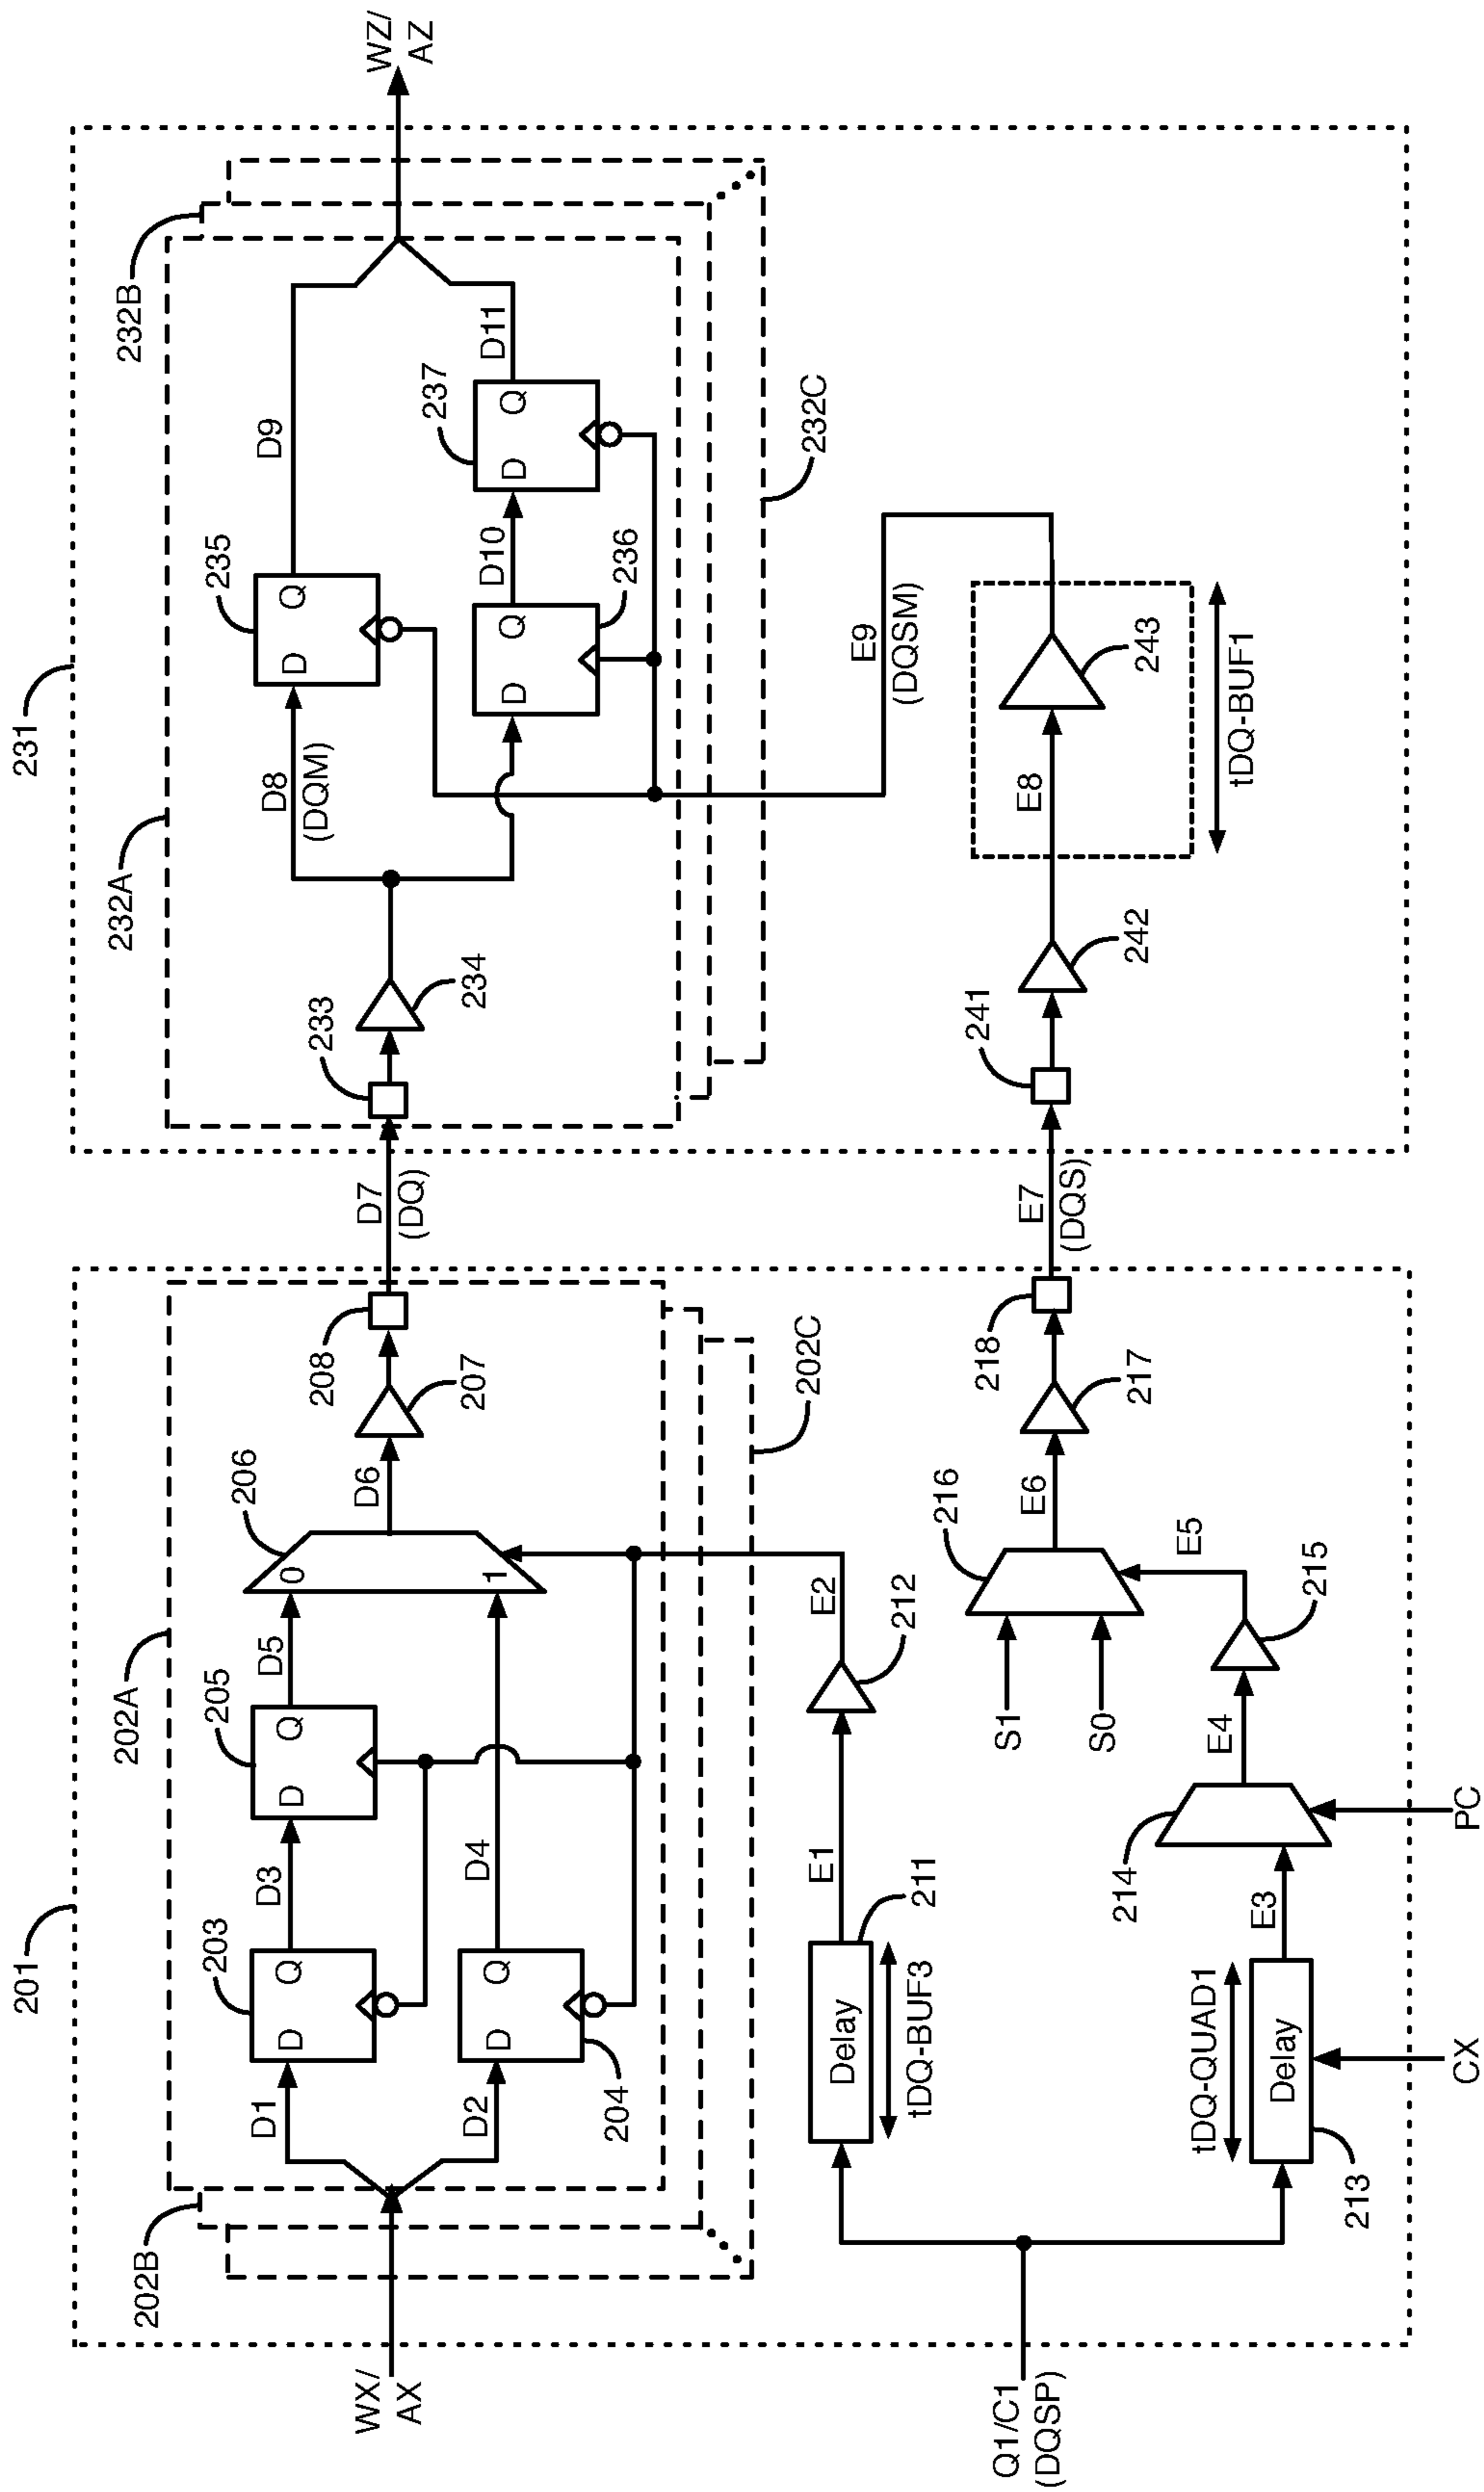 201
231
202A
202B
232A
232B
203
205
206
235
D1
D
Q
D3
D
Q
D5
0
D6
208
207
D7
(DQ)
233
234
D8
(DQM)
D
Q
D9
WX/
AX
WZ/
AZ
D2
D
Q
204
D4
1
D
Q
D10
236
D
Q
237
D11
202C
232C
Delay
211
tDQ-BUF3
E1
E2
212
E9
(DQSM)
Q1/C1
(DQSP)
S1
S0
216
E6
218
217
E7
(DQS)
241
242
E8
243
tDQ-BUF1
tDQ-QUAD1
Delay
213
E3
214
E4
E5
215
CX
PC